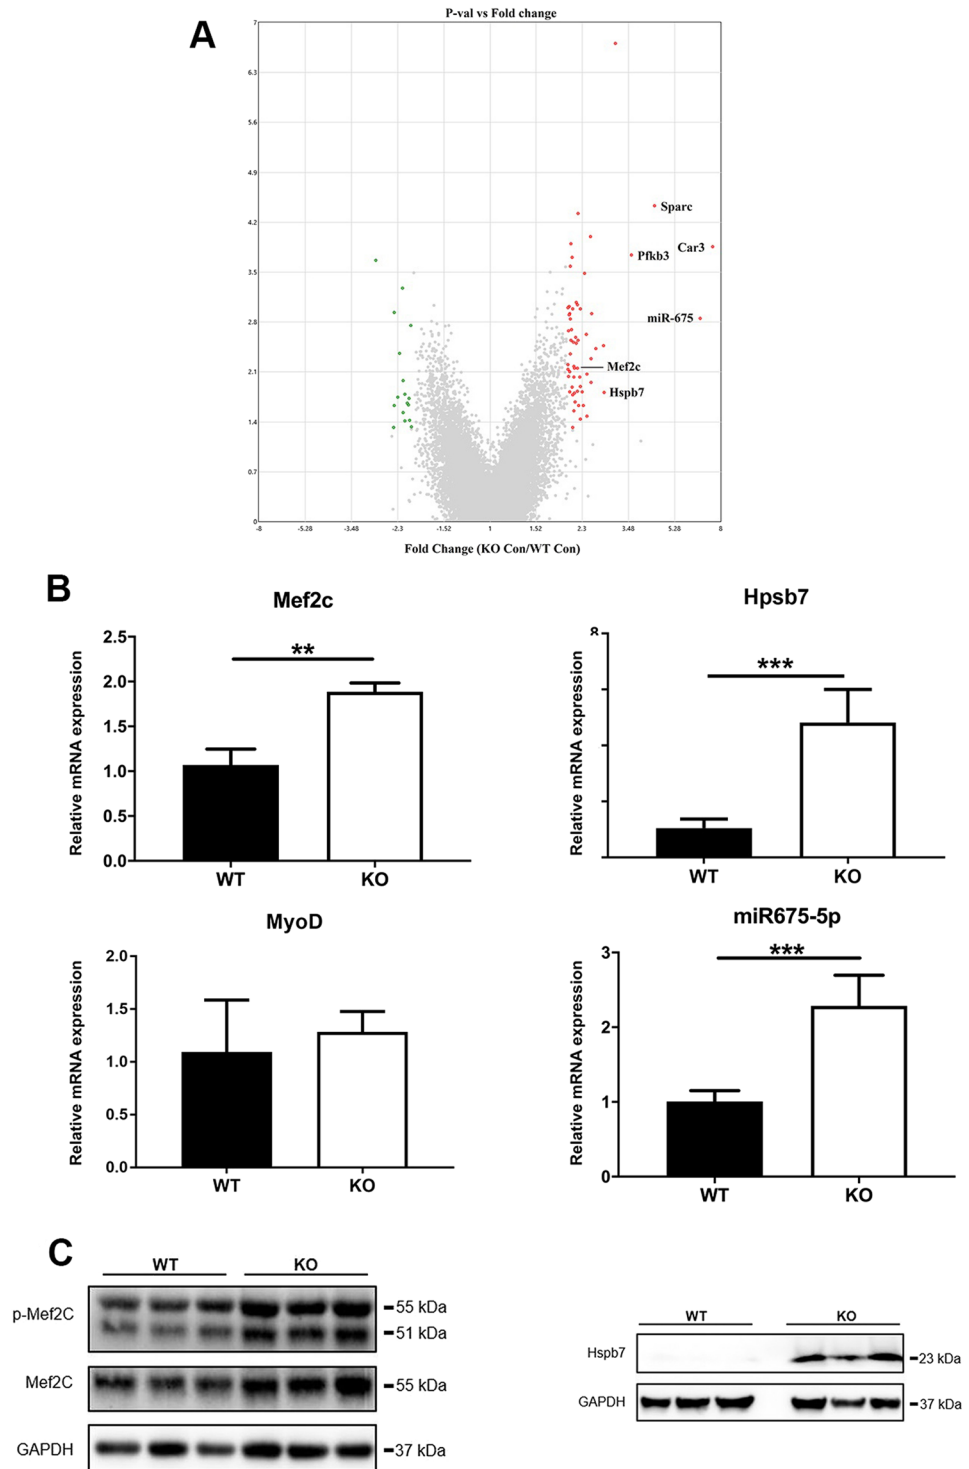 A
P-val vs Fold change
7
6.3
5.6
4.9
4.2
3.5
2.8
2.1
1.4
0.7
0
Sparc
Car3
Pfkb3
miR-675
Mef2c
Hspb7
-8 -5.28 -3.48 -2.3 -1.52 1 1.52 2.3 3.48 5.28 8
Fold Change (KO Con/WT Con)
B
Mef2c
Relative mRNA expression
2.5
2.0
1.5
1.0
0.5
0.0
**
WT KO
Hpsb7
Relative mRNA expression
8
***
WT KO
MyoD
Relative mRNA expression
2.0
1.5
1.0
0.5
0.0
WT KO
miR675-5p
Relative mRNA expression
3
2
1
0
***
WT KO
C
WT KO
p-Mef2C
55 kDa
51 kDa
Mef2C
55 kDa
GAPDH
37 kDa
WT KO
Hspb7
23 kDa
GAPDH
37 kDa